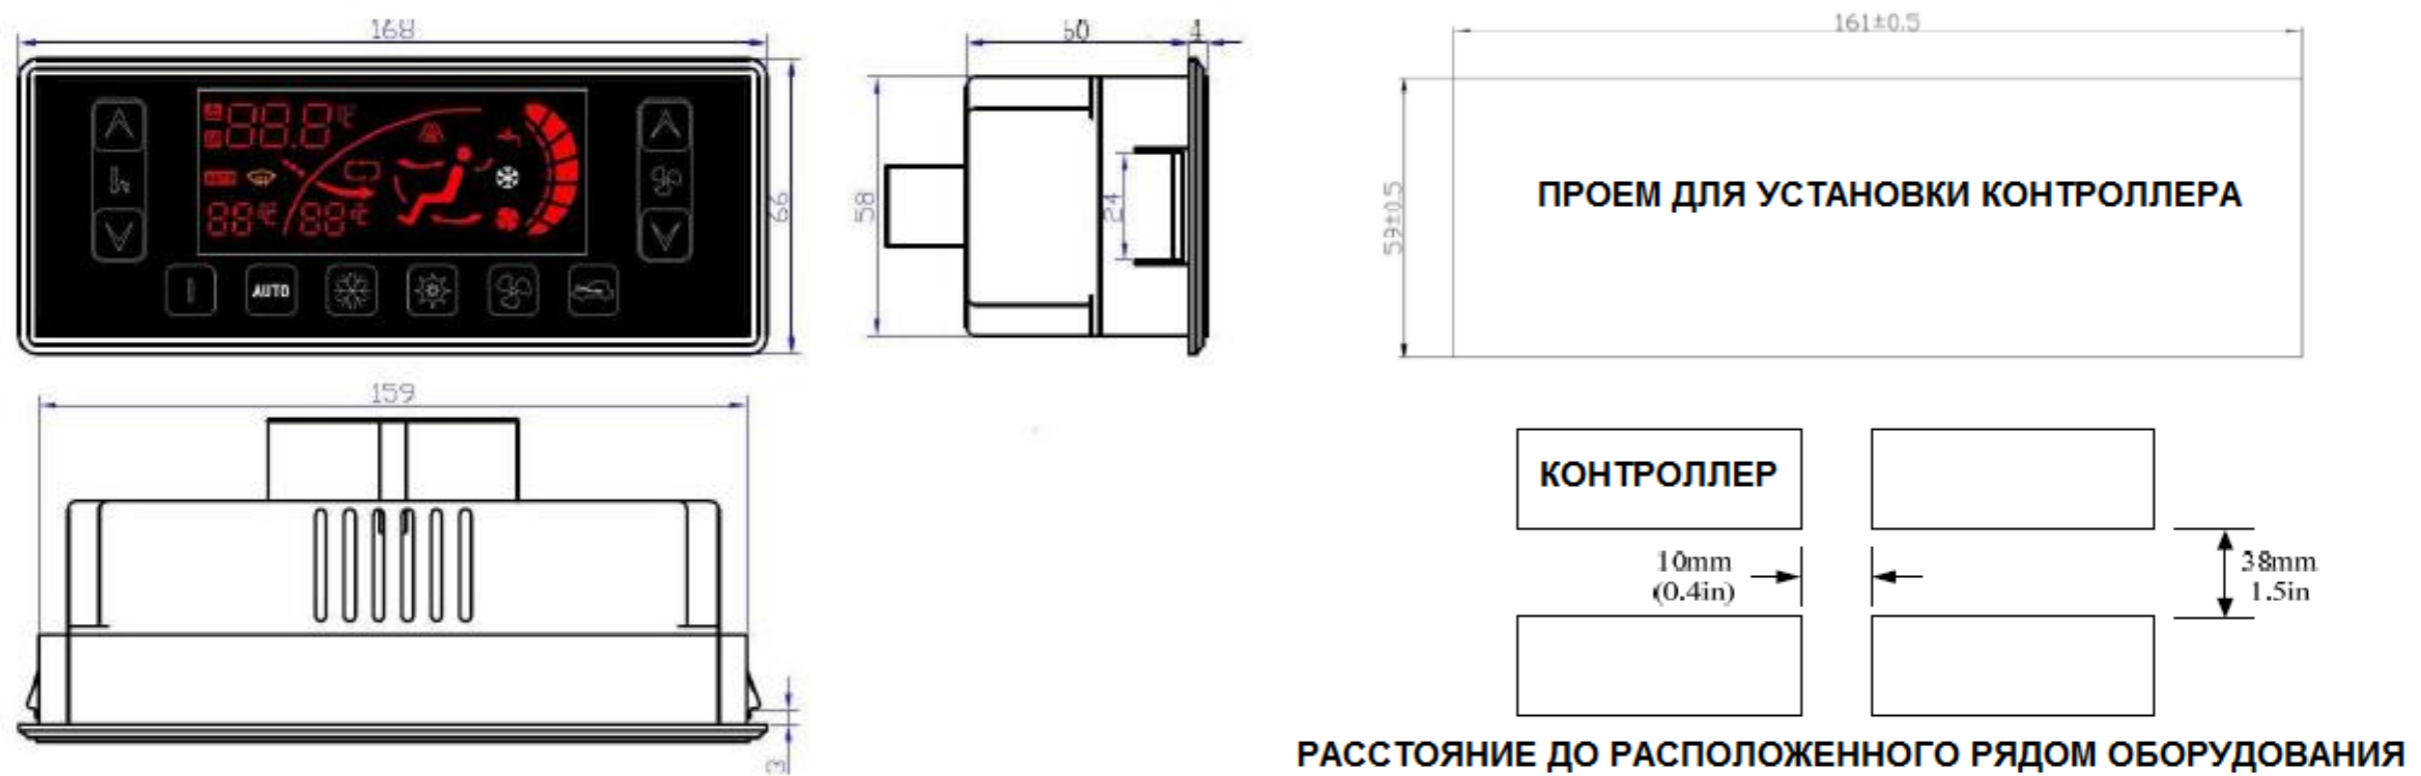 168
50
4
161±0.5
88.8
AUTO
88 °C
88 °C
66
58
24
59±0.5
ПРОЕМ ДЛЯ УСТАНОВКИ КОНТРОЛЛЕРА
AUTO
159
3
КОНТРОЛЛЕР
10mm
(0.4in)
38mm
1.5in
РАССТОЯНИЕ ДО РАСПОЛОЖЕННОГО РЯДОМ ОБОРУДОВАНИЯ